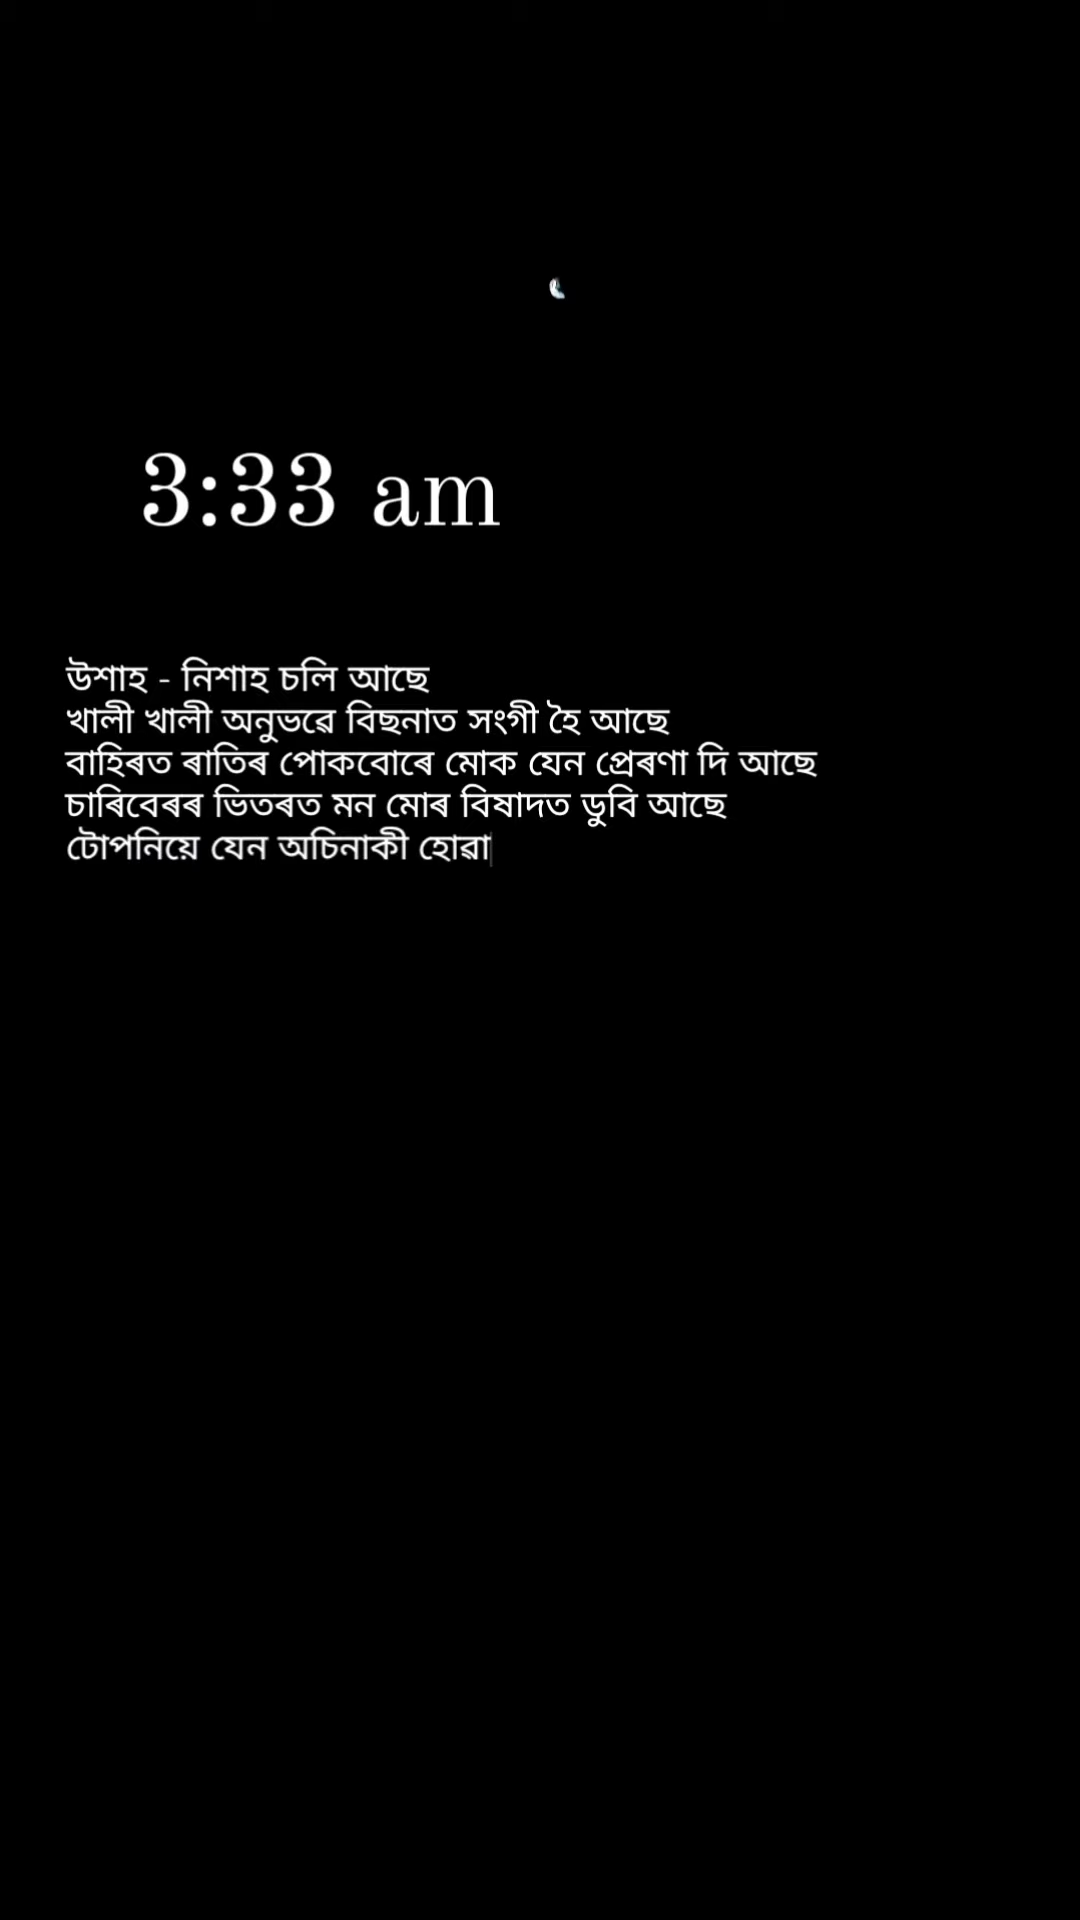 3:33 am
উশাহ - নিশাহ চলি আছে
খালী খালী অনুভৱে বিছনাত সংগী হৈ আছে
বাহিৰত ৰাতিৰ পোকবোৰে মোক যেন প্ৰেৰণা দি আছে
চাৰিবেৰৰ ভিতৰত মন মোৰ বিষাদত ডুবি আছে
টোপনিয়ে যেন অচিনাকী হোৱা